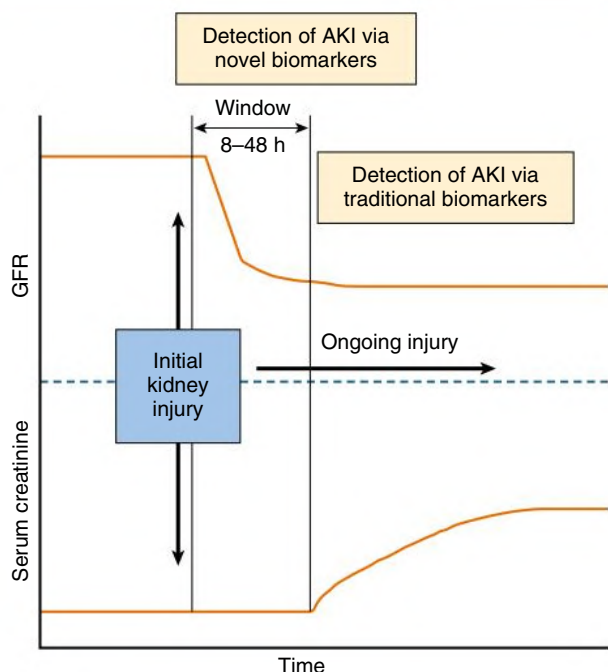 Detection of AKI via
novel biomarkers
Window
8–48 h
Detection of AKI via
traditional biomarkers
GFR
Initial
kidney
injury
Ongoing injury
Serum creatinine
Time